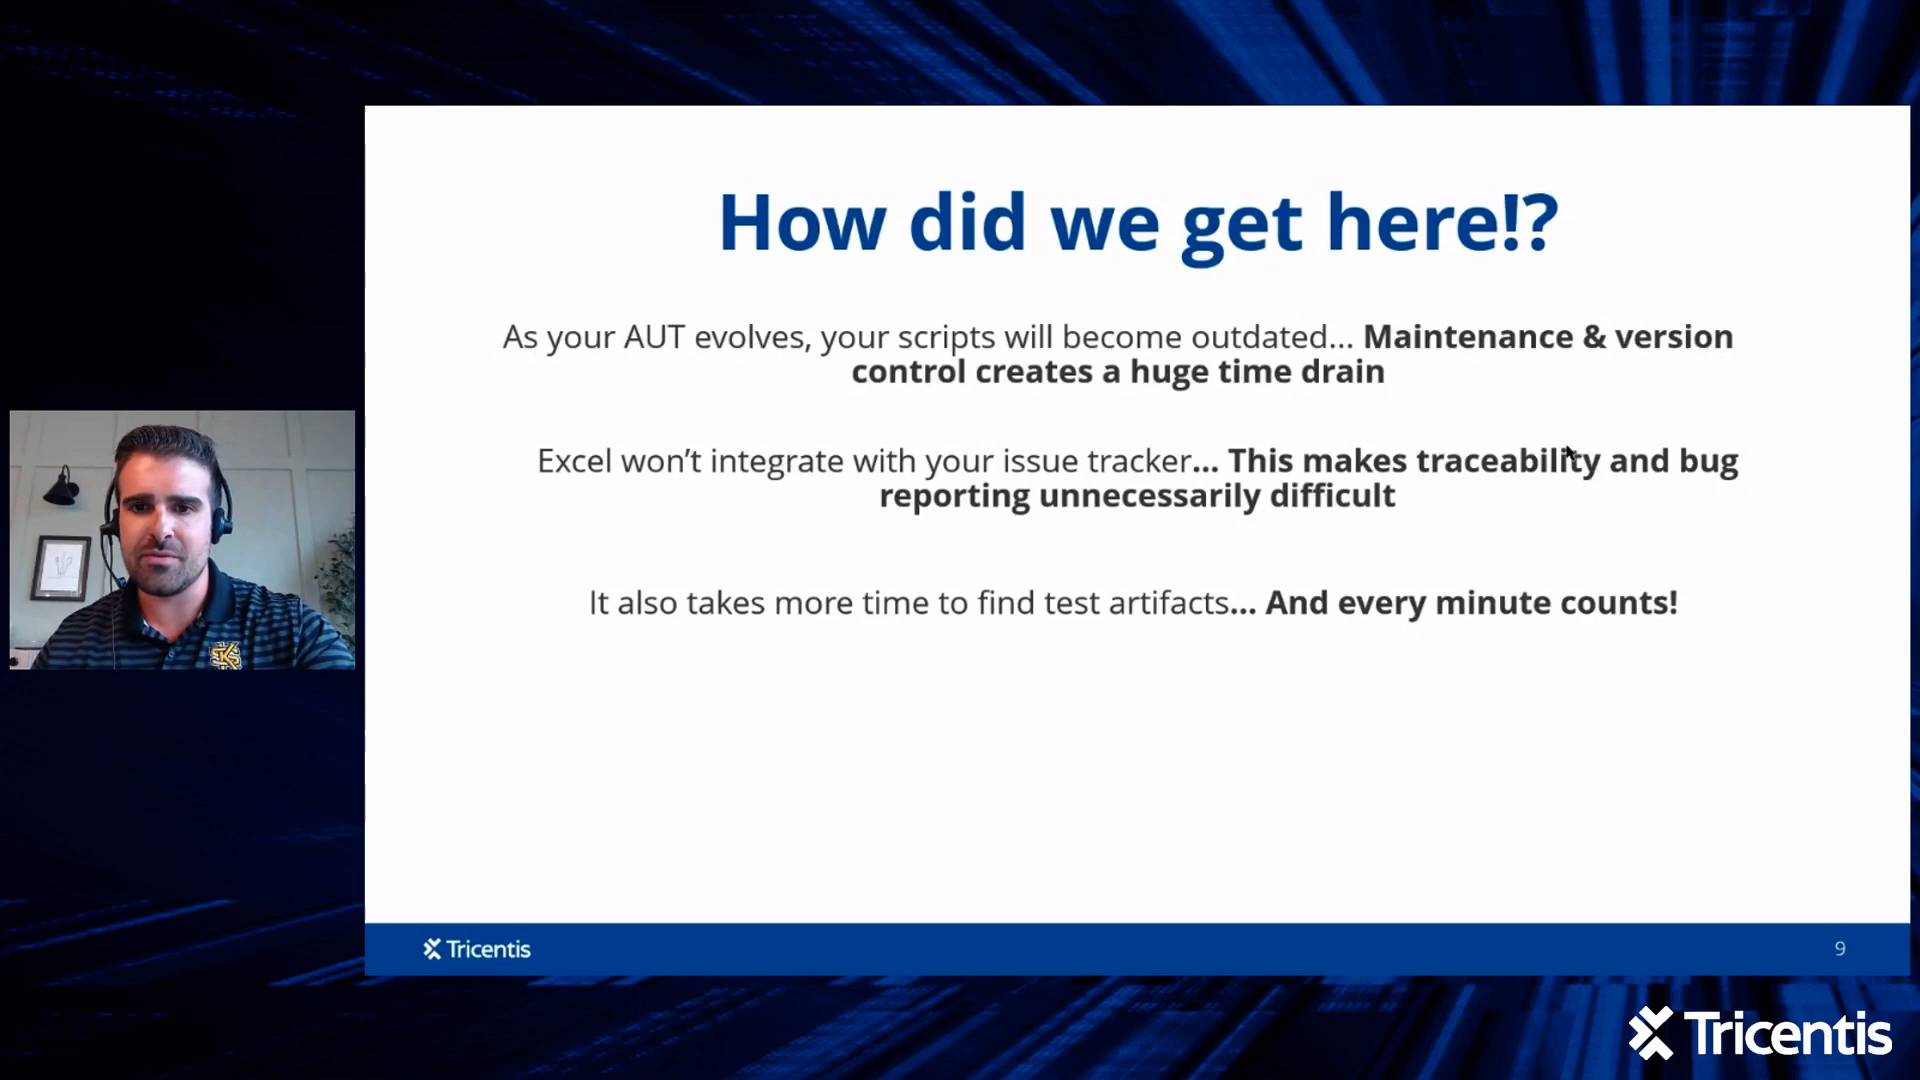 How did we get here!?
As your AUT evolves, your scripts will become outdated... Maintenance & version
control creates a huge time drain
Excel won't integrate with your issue tracker... This makes traceability and bug
reporting unnecessarily difficult
It also takes more time to find test artifacts... And every minute counts!
Tricentis
9
KS
Tricentis